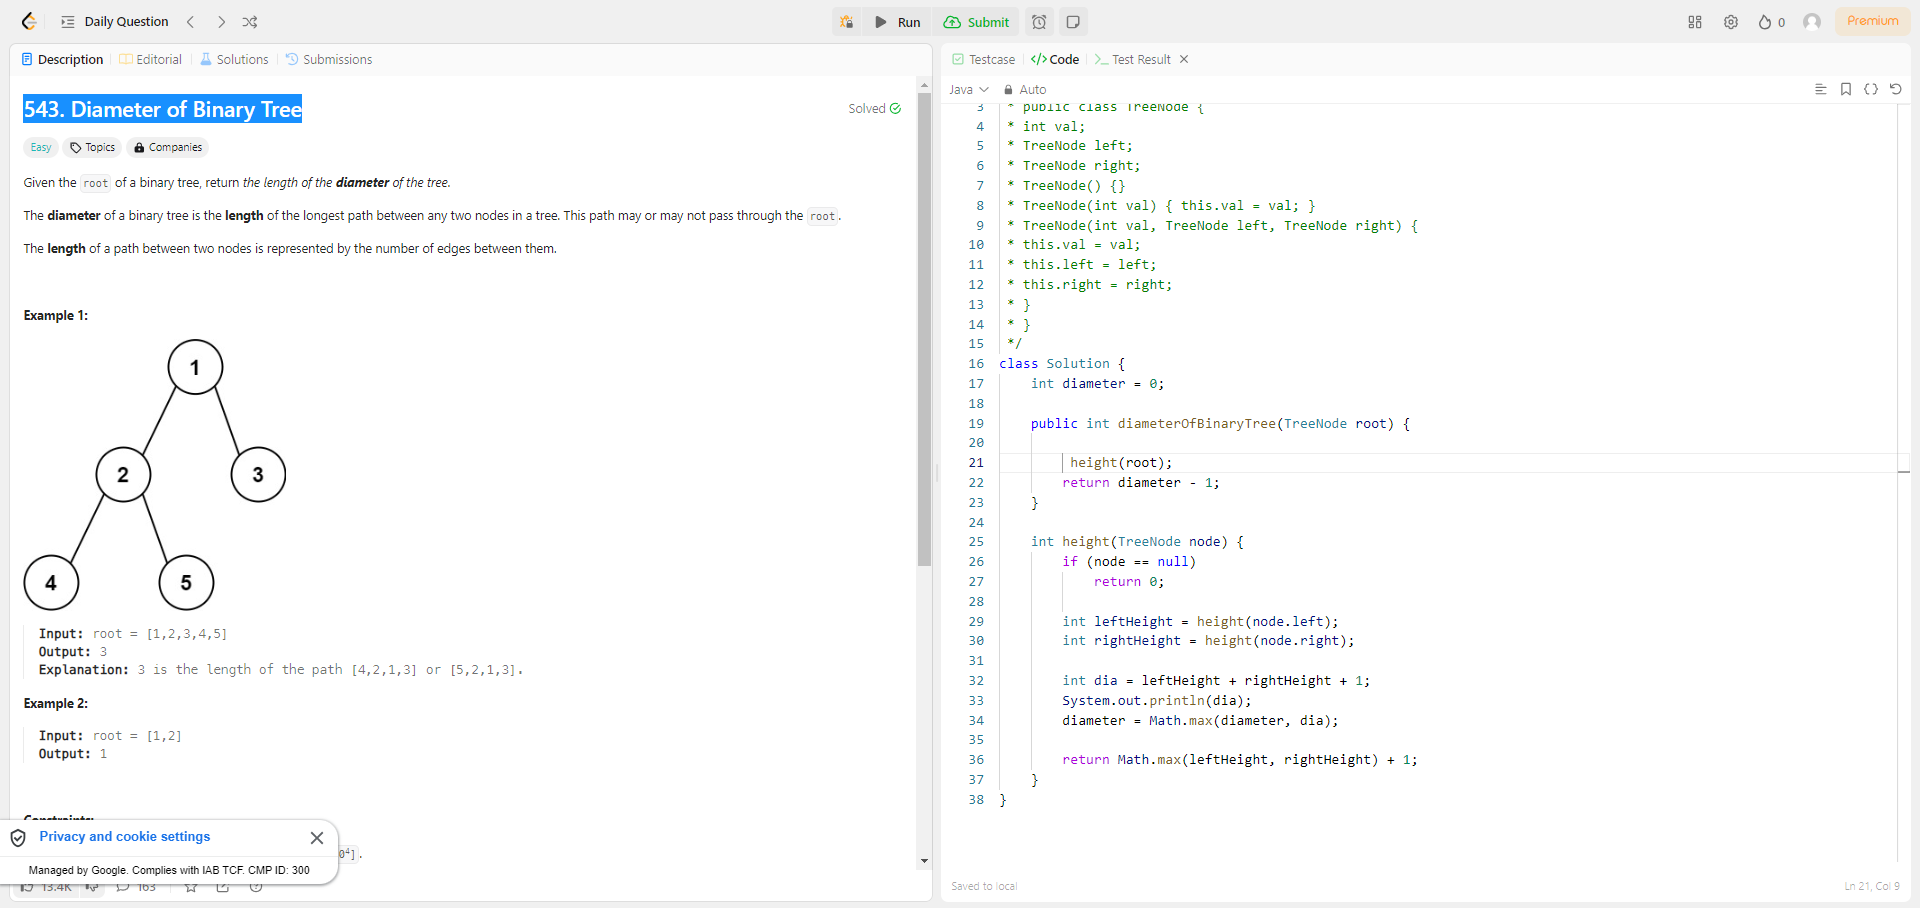 Daily Question
Run
Submit
0
Premium
Description
Editorial
Solutions
Submissions
543. Diameter of Binary Tree
Solved
Easy
Topics
Companies
Given the root of a binary tree, return the length of the diameter of the tree.
The diameter of a binary tree is the length of the longest path between any two nodes in a tree. This path may or may not pass through the root.
The length of a path between two nodes is represented by the number of edges between them.
Example 1:
1
2
3
4
5
Input: root = [1,2,3,4,5]
Output: 3
Explanation: 3 is the length of the path [4,2,1,3] or [5,2,1,3].
Example 2:
Input: root = [1,2]
Output: 1
Constraints:
0⁴].
Privacy and cookie settings
Managed by Google. Complies with IAB TCF. CMP ID: 300
13.4K
163
Testcase
Code
Test Result
Java
Auto
3 * public class TreeNode {
4 * int val;
5 * TreeNode left;
6 * TreeNode right;
7 * TreeNode() {}
8 * TreeNode(int val) { this.val = val; }
9 * TreeNode(int val, TreeNode left, TreeNode right) {
10 * this.val = val;
11 * this.left = left;
12 * this.right = right;
13 * }
14 * }
15 */
16 class Solution {
17 int diameter = 0;
18
19 public int diameterOfBinaryTree(TreeNode root) {
20
21 height(root);
22 return diameter - 1;
23 }
24
25 int height(TreeNode node) {
26 if (node == null)
27 return 0;
28
29 int leftHeight = height(node.left);
30 int rightHeight = height(node.right);
31
32 int dia = leftHeight + rightHeight + 1;
33 System.out.println(dia);
34 diameter = Math.max(diameter, dia);
35
36 return Math.max(leftHeight, rightHeight) + 1;
37 }
38 }
Saved to local
Ln 21, Col 9